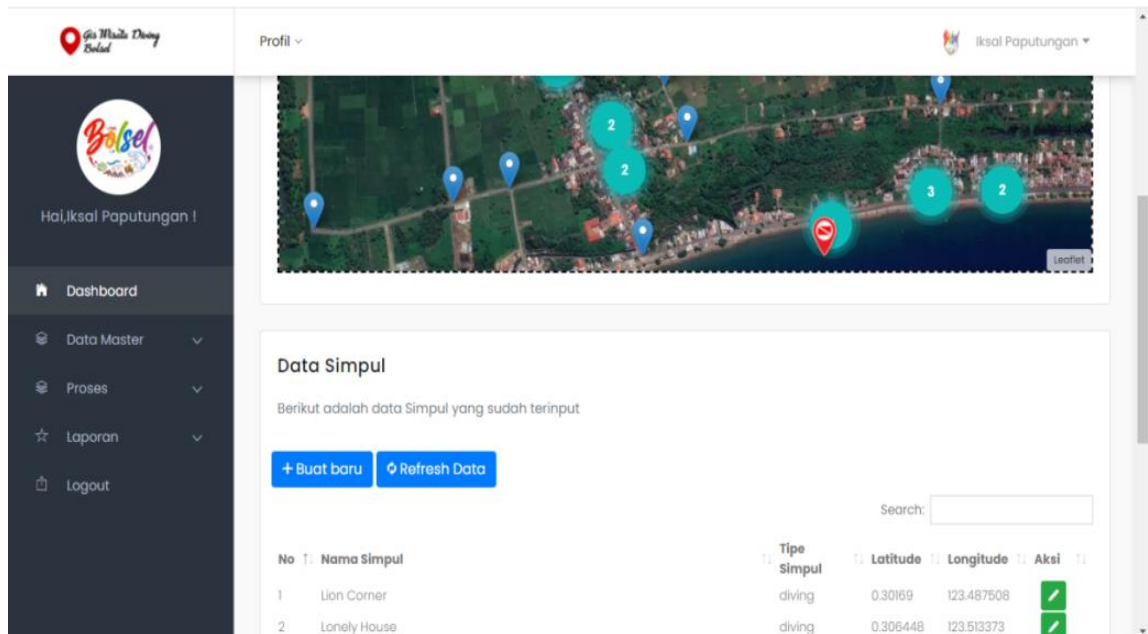 Gis Wisata Diving
Bolsel
Profil
Iksal Paputungan
Bolsel
Hai,Iksal Paputungan !
Dashboard
Data Master
Proses
Laporan
Logout
2
2
3
2
Leaflet
Data Simpul
Berikut adalah data Simpul yang sudah terinput
+ Buat baru
Refresh Data
Search:
No Nama Simpul Tipe Simpul Latitude Longitude Aksi
1 Lion Corner diving 0.30169 123.487508
2 Lonely House diving 0.306448 123.513373